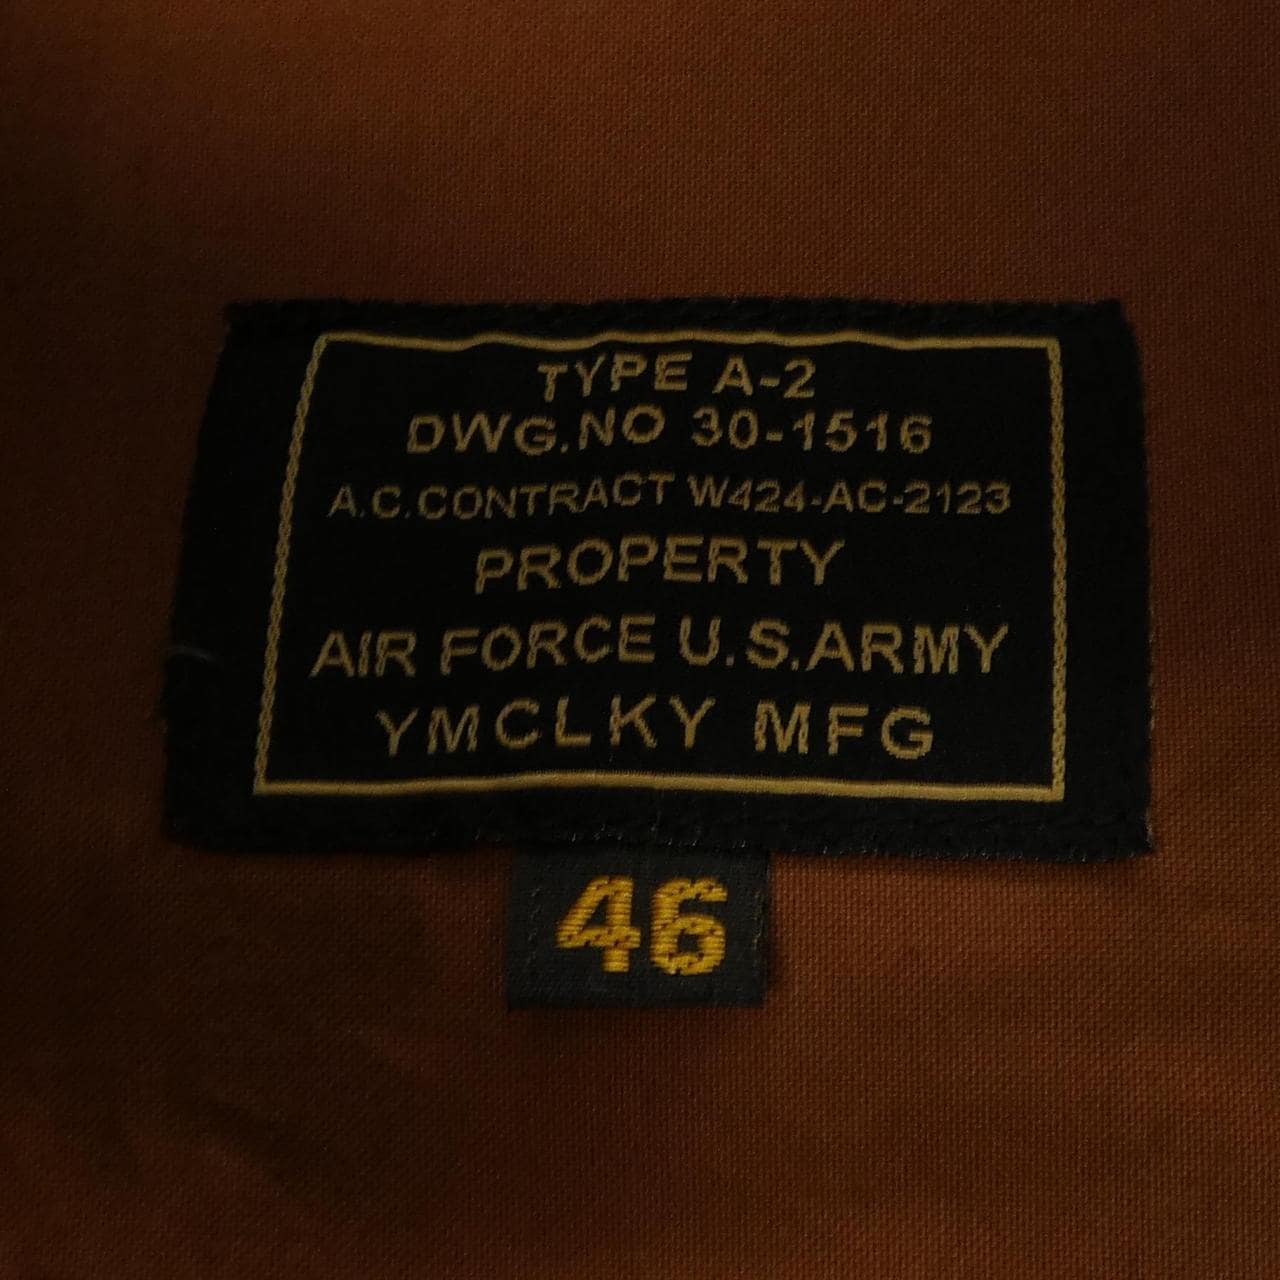 TYPE A-2
DWG.NO 30-1516
A.C.CONTRACT W424-AC-2123
PROPERTY
AIR FORCE U.S.ARMY
YMCLKY MFG
46